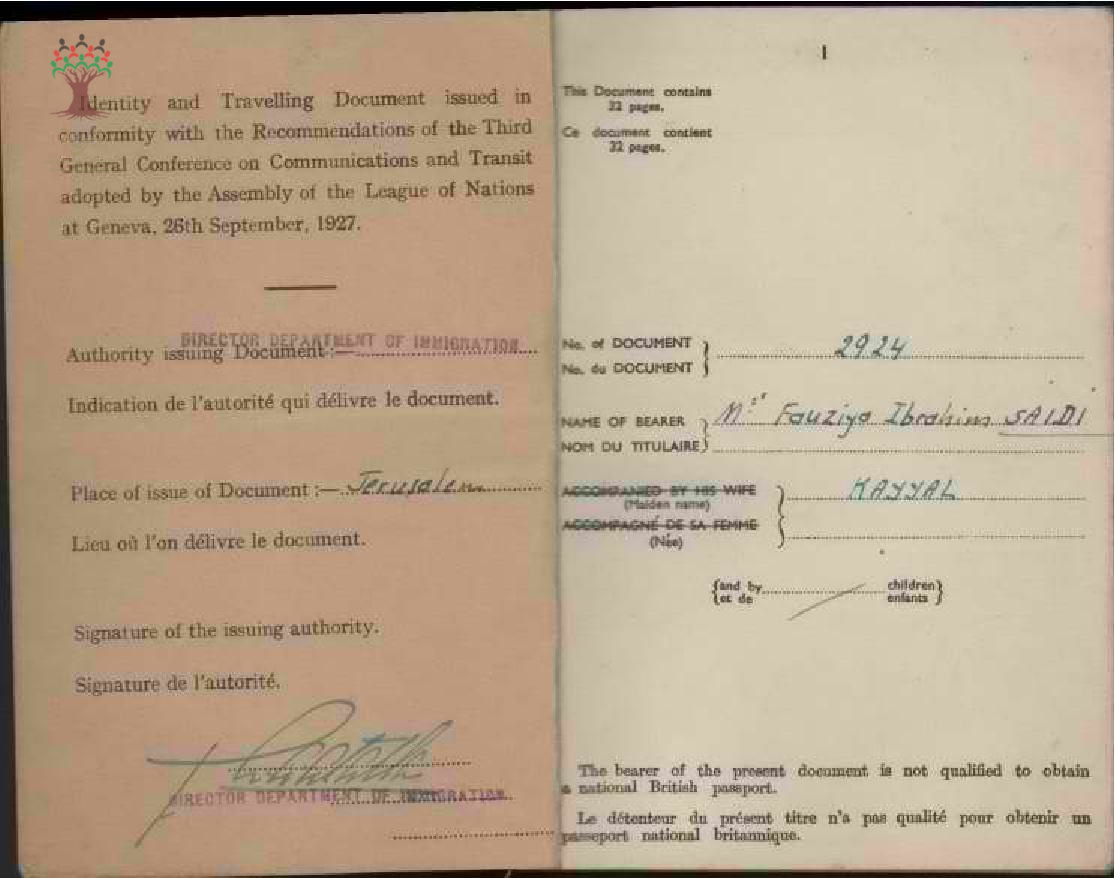 Identity and Travelling Document issued in
conformity with the Recommendations of the Third
General Conference on Communications and Transit
adopted by the Assembly of the League of Nations
at Geneva, 26th September, 1927.
DIRECTOR DEPARTMENT OF IMMIGRATION
Authority issuing Document :—
Indication de l'autorité qui délivre le document.
Place of issue of Document :— Jerusalem
Lieu où l'on délivre le document.
Signature of the issuing authority.
Signature de l'autorité.
DIRECTOR DEPARTMENT OF IMMIGRATION
1
This Document contains
32 pages.
Ce document contient
32 pages.
No. of DOCUMENT
No. du DOCUMENT
2924
NAME OF BEARER Mrs Fauziya Ibrahim SAIDI
NOM DU TITULAIRE
ACCOMPANIED BY HIS WIFE KAYYAL
(Maiden name)
ACCOMPAGNÉ DE SA FEMME
(Née)
{and by children}
{et de enfants}
The bearer of the present document is not qualified to obtain
a national British passport.
Le détenteur du présent titre n'a pas qualité pour obtenir un
passeport national britannique.